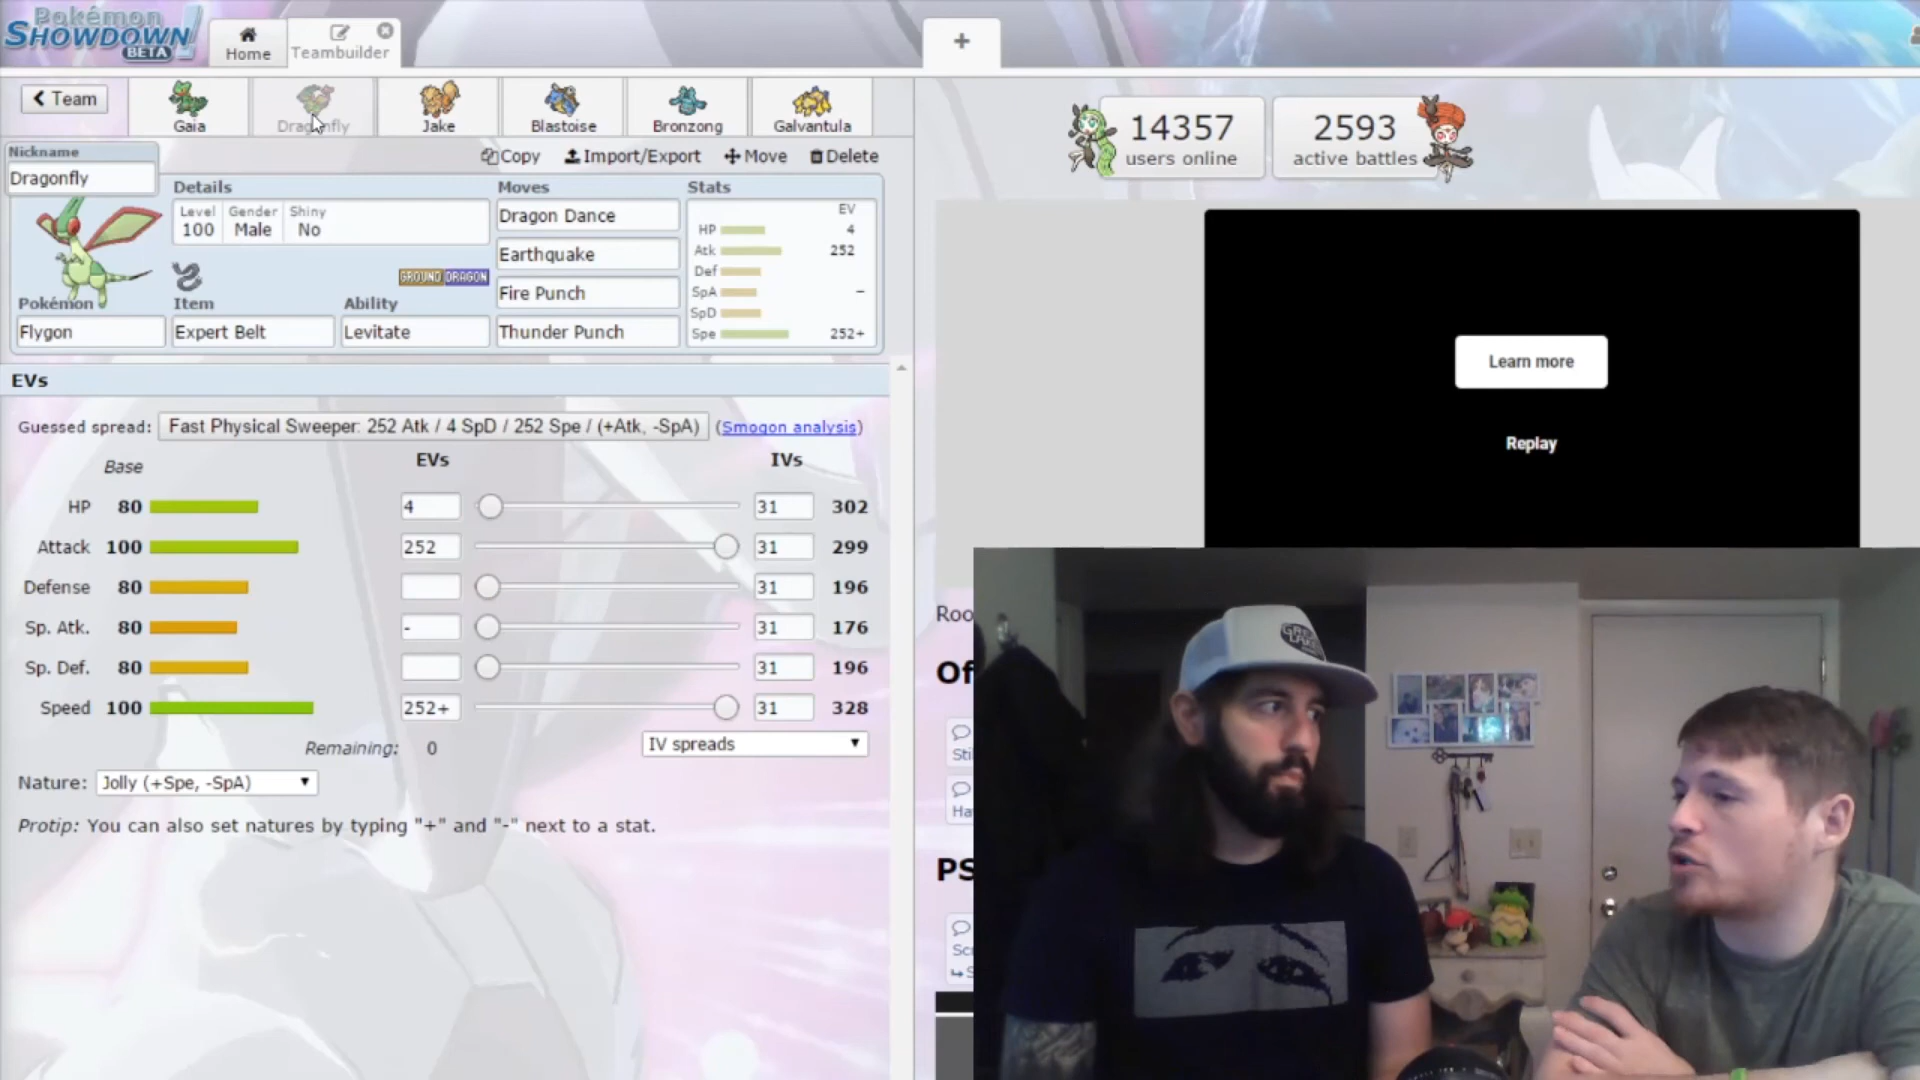 Pokémon
SHOWDOWN!
BETA
Home
Teambuilder
+
Team
Gaia
Dragonfly
Jake
Blastoise
Bronzong
Galvantula
14357
users online
2593
active battles
Nickname
Dragonfly
Copy
Import/Export
Move
Delete
Details
Moves
Stats
Level
Gender
Shiny
100
Male
No
Dragon Dance
Earthquake
Fire Punch
Thunder Punch
EV
HP 4
Atk 252
Def
SpA –
SpD
Spe 252+
GROUND DRAGON
Pokémon
Item
Ability
Flygon
Expert Belt
Levitate
EVs
Guessed spread: Fast Physical Sweeper: 252 Atk / 4 SpD / 252 Spe / (+Atk, -SpA) (Smogon analysis)
Base EVs IVs
HP 80 4 31 302
Attack 100 252 31 299
Defense 80 31 196
Sp. Atk. 80 - 31 176
Sp. Def. 80 31 196
Speed 100 252+ 31 328
Remaining: 0
IV spreads
Nature: Jolly (+Spe, -SpA)
Protip: You can also set natures by typing "+" and "-" next to a stat.
Learn more
Replay
Roo
Of
Sti
Ha
PS
Scr